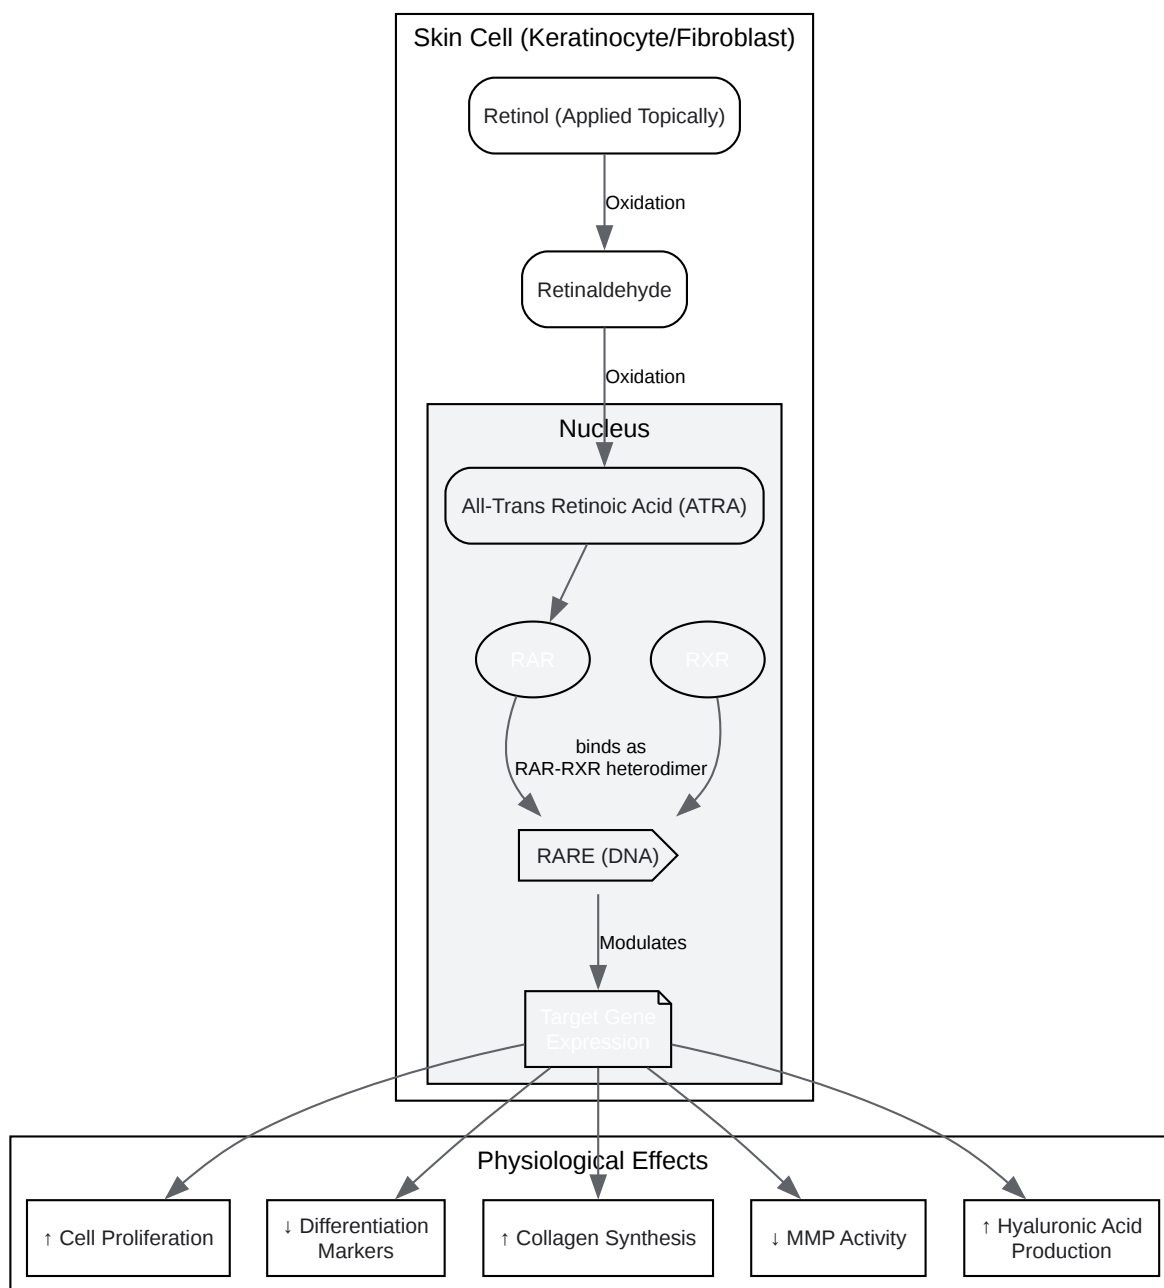 Skin Cell (Keratinocyte/Fibroblast)
Retinol (Applied Topically)
Oxidation
Retinaldehyde
Oxidation
Nucleus
All-Trans Retinoic Acid (ATRA)
RAR
RXR
binds as
RAR-RXR heterodimer
RARE (DNA)
Modulates
Target Gene
Expression
Physiological Effects
↑ Cell Proliferation
↓ Differentiation
Markers
↑ Collagen Synthesis
↓ MMP Activity
↑ Hyaluronic Acid
Production